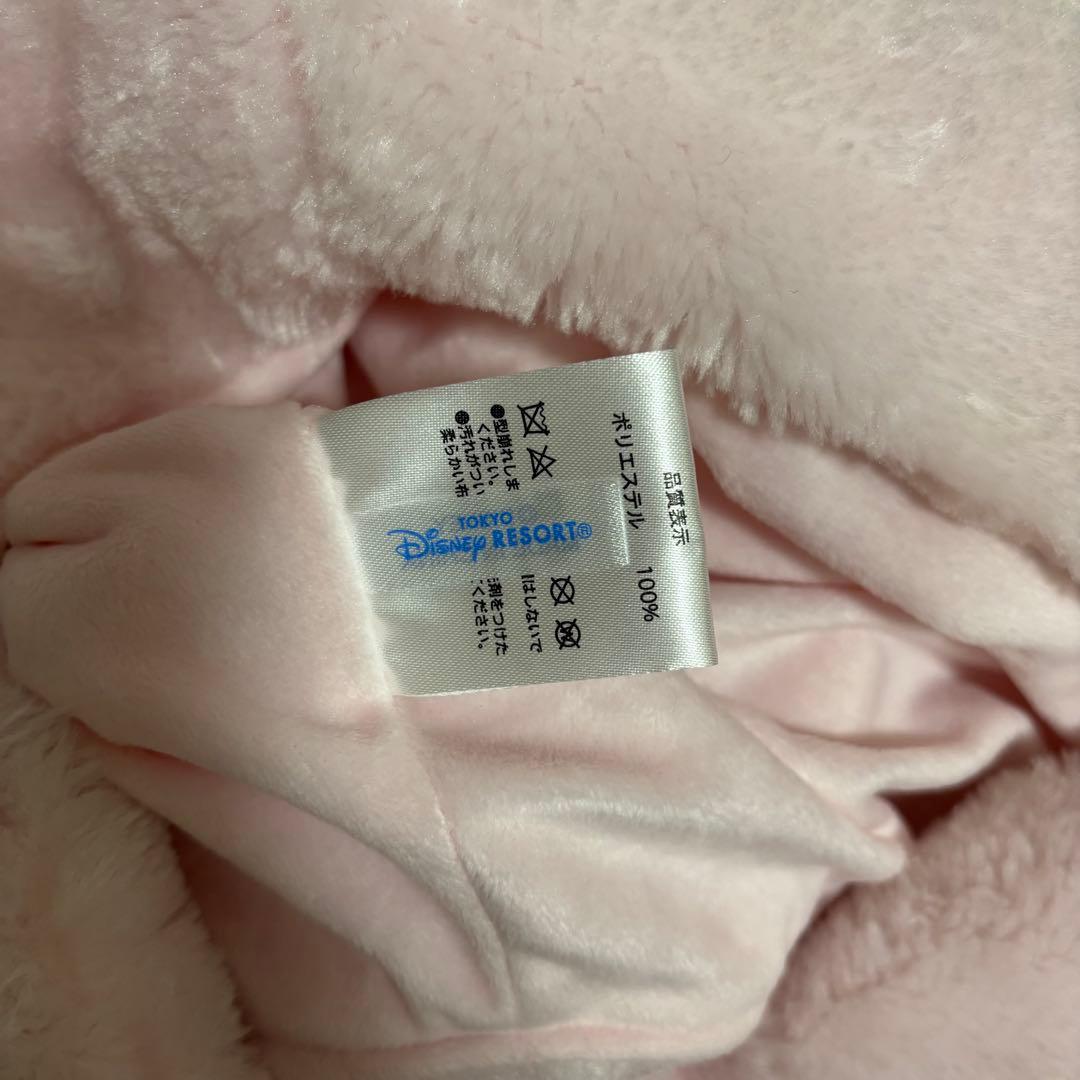 品質表示
ポリエステル 100%
●型崩れしま
はしないで
ください。
●汚れがつい
をつけた
柔らかい布
ください。
TOKYO
Disney RESORT®